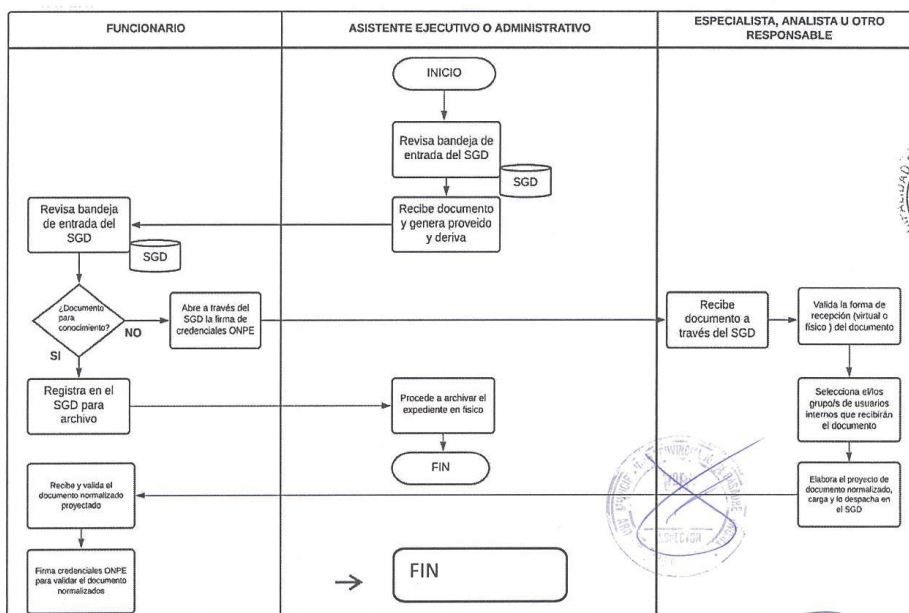 FUNCIONARIO
ASISTENTE EJECUTIVO O ADMINISTRATIVO
ESPECIALISTA, ANALISTA U OTRO
RESPONSABLE
INICIO
Revisa bandeja de
entrada del SGD
SGD
Recibe documento
y genera proveido
y deriva
Revisa bandeja
de entrada del
SGD
SGD
¿Documento
para
conocimiento?
NO
SI
Abre a través del
SGD la firma de
credenciales ONPE
Recibe
documento a
través del SGD
Valida la forma de
recepción (virtual o
físico ) del documento
Registra en el
SGD para
archivo
Procede a archivar el
expediente en fisico
Selecciona el/los
grupo/s de usuarios
internos que recibirán
el documento
FIN
Elabora el proyecto de
documento normalizado,
carga y lo despacha en
el SGD
Recibe y valida el
documento normalizado
proyectado
Firma credenciales ONPE
para validar el documento
normalizados
FIN